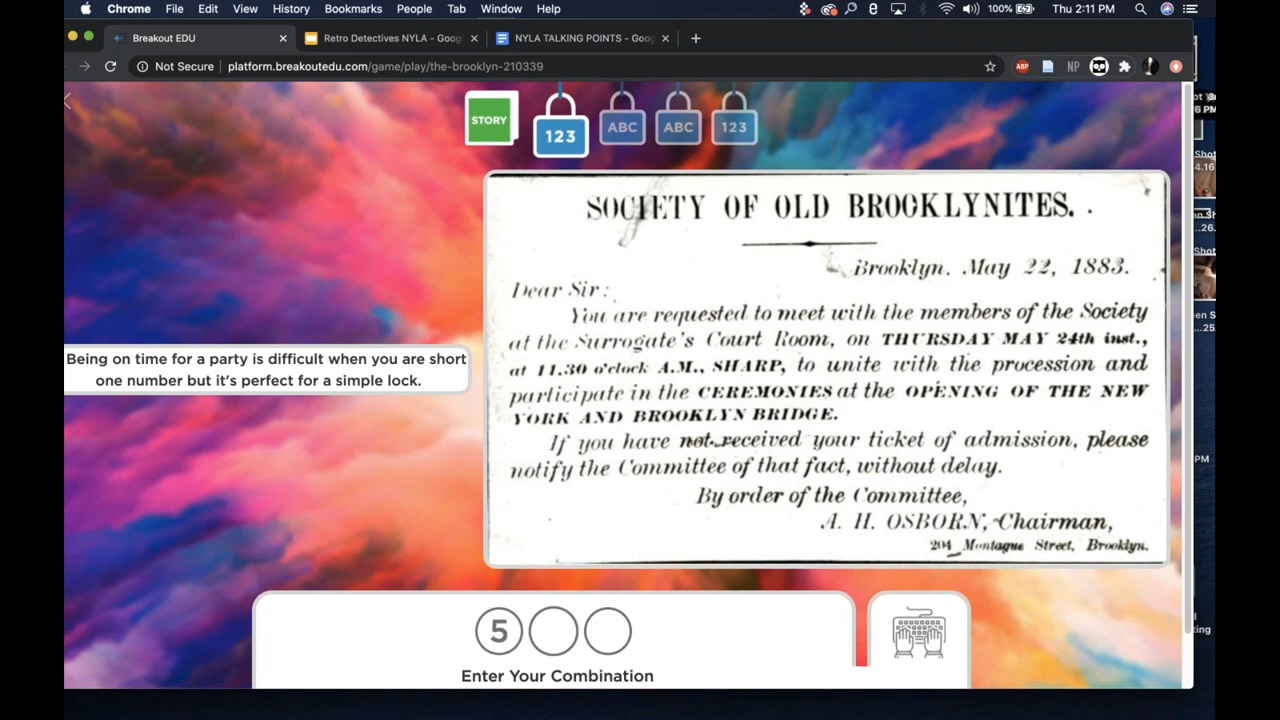 Chrome File Edit View History Bookmarks People Tab Window Help 100% Thu 2:11 PM
Breakout EDU Retro Detectives NYLA - Goog NYLA TALKING POINTS - Goog
Not Secure platform.breakoutedu.com/game/play/the-brooklyn-210339 ABP NP
STORY 123 ABC ABC 123
Being on time for a party is difficult when you are short
one number but it's perfect for a simple lock.
SOCIETY OF OLD BROOKLYNITES.
Brooklyn. May 22, 1883.
Dear Sir:
You are requested to meet with the members of the Society
at the Surrogate's Court Room, on THURSDAY MAY 24th inst.,
at 11.30 o'clock A.M., SHARP, to unite with the procession and
participate in the CEREMONIES at the OPENING OF THE NEW
YORK AND BROOKLYN BRIDGE.
If you have not received your ticket of admission, please
notify the Committee of that fact, without delay.
By order of the Committee,
A. H. OSBORN, Chairman,
204 Montague Street, Brooklyn.
5
Enter Your Combination